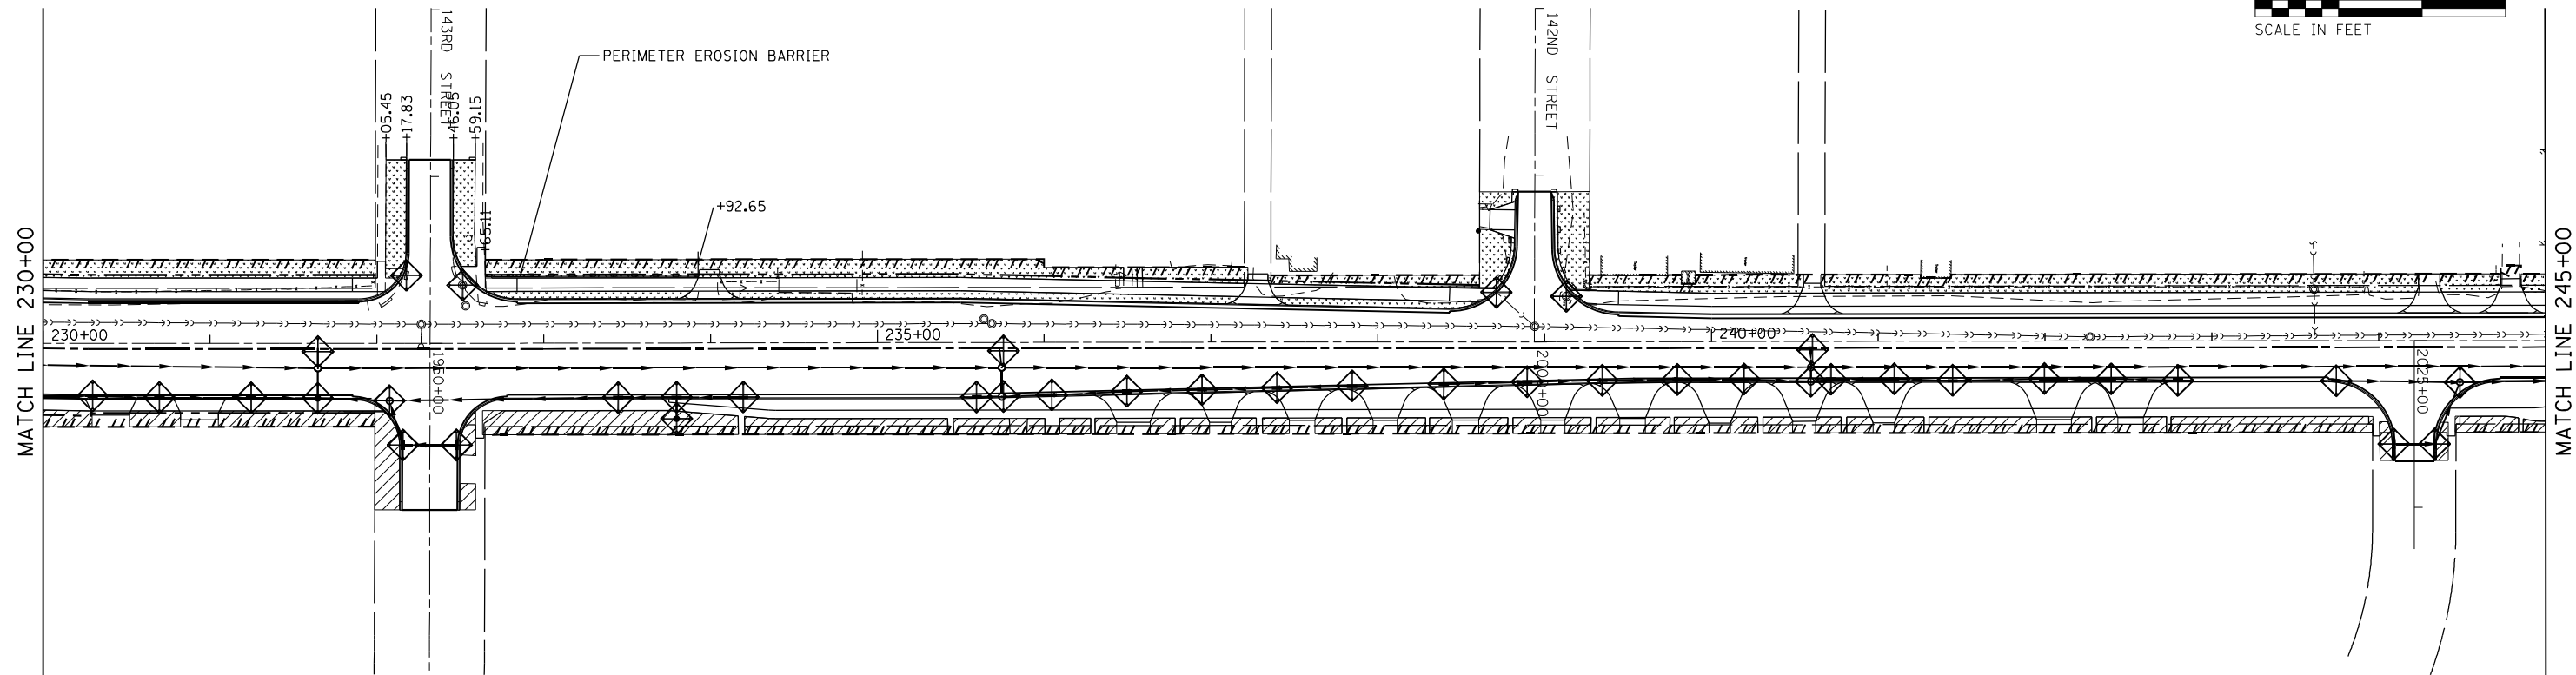 143RD STREET
142ND STREET
SCALE IN FEET
PERIMETER EROSION BARRIER
+05.45
+17.83
+46.05
+59.15
+65.11
+92.65
MATCH LINE 230+00
MATCH LINE 245+00
230+00
235+00
240+00
1950+00
2000+00
2025+00